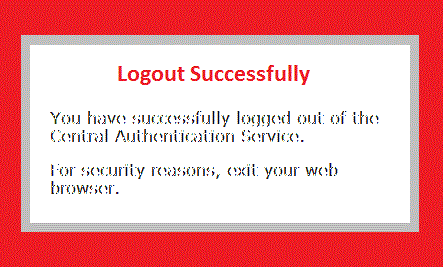 Logout Successfully
You have successfully logged out of the
Central Authentication Service.
For security reasons, exit your web
browser.